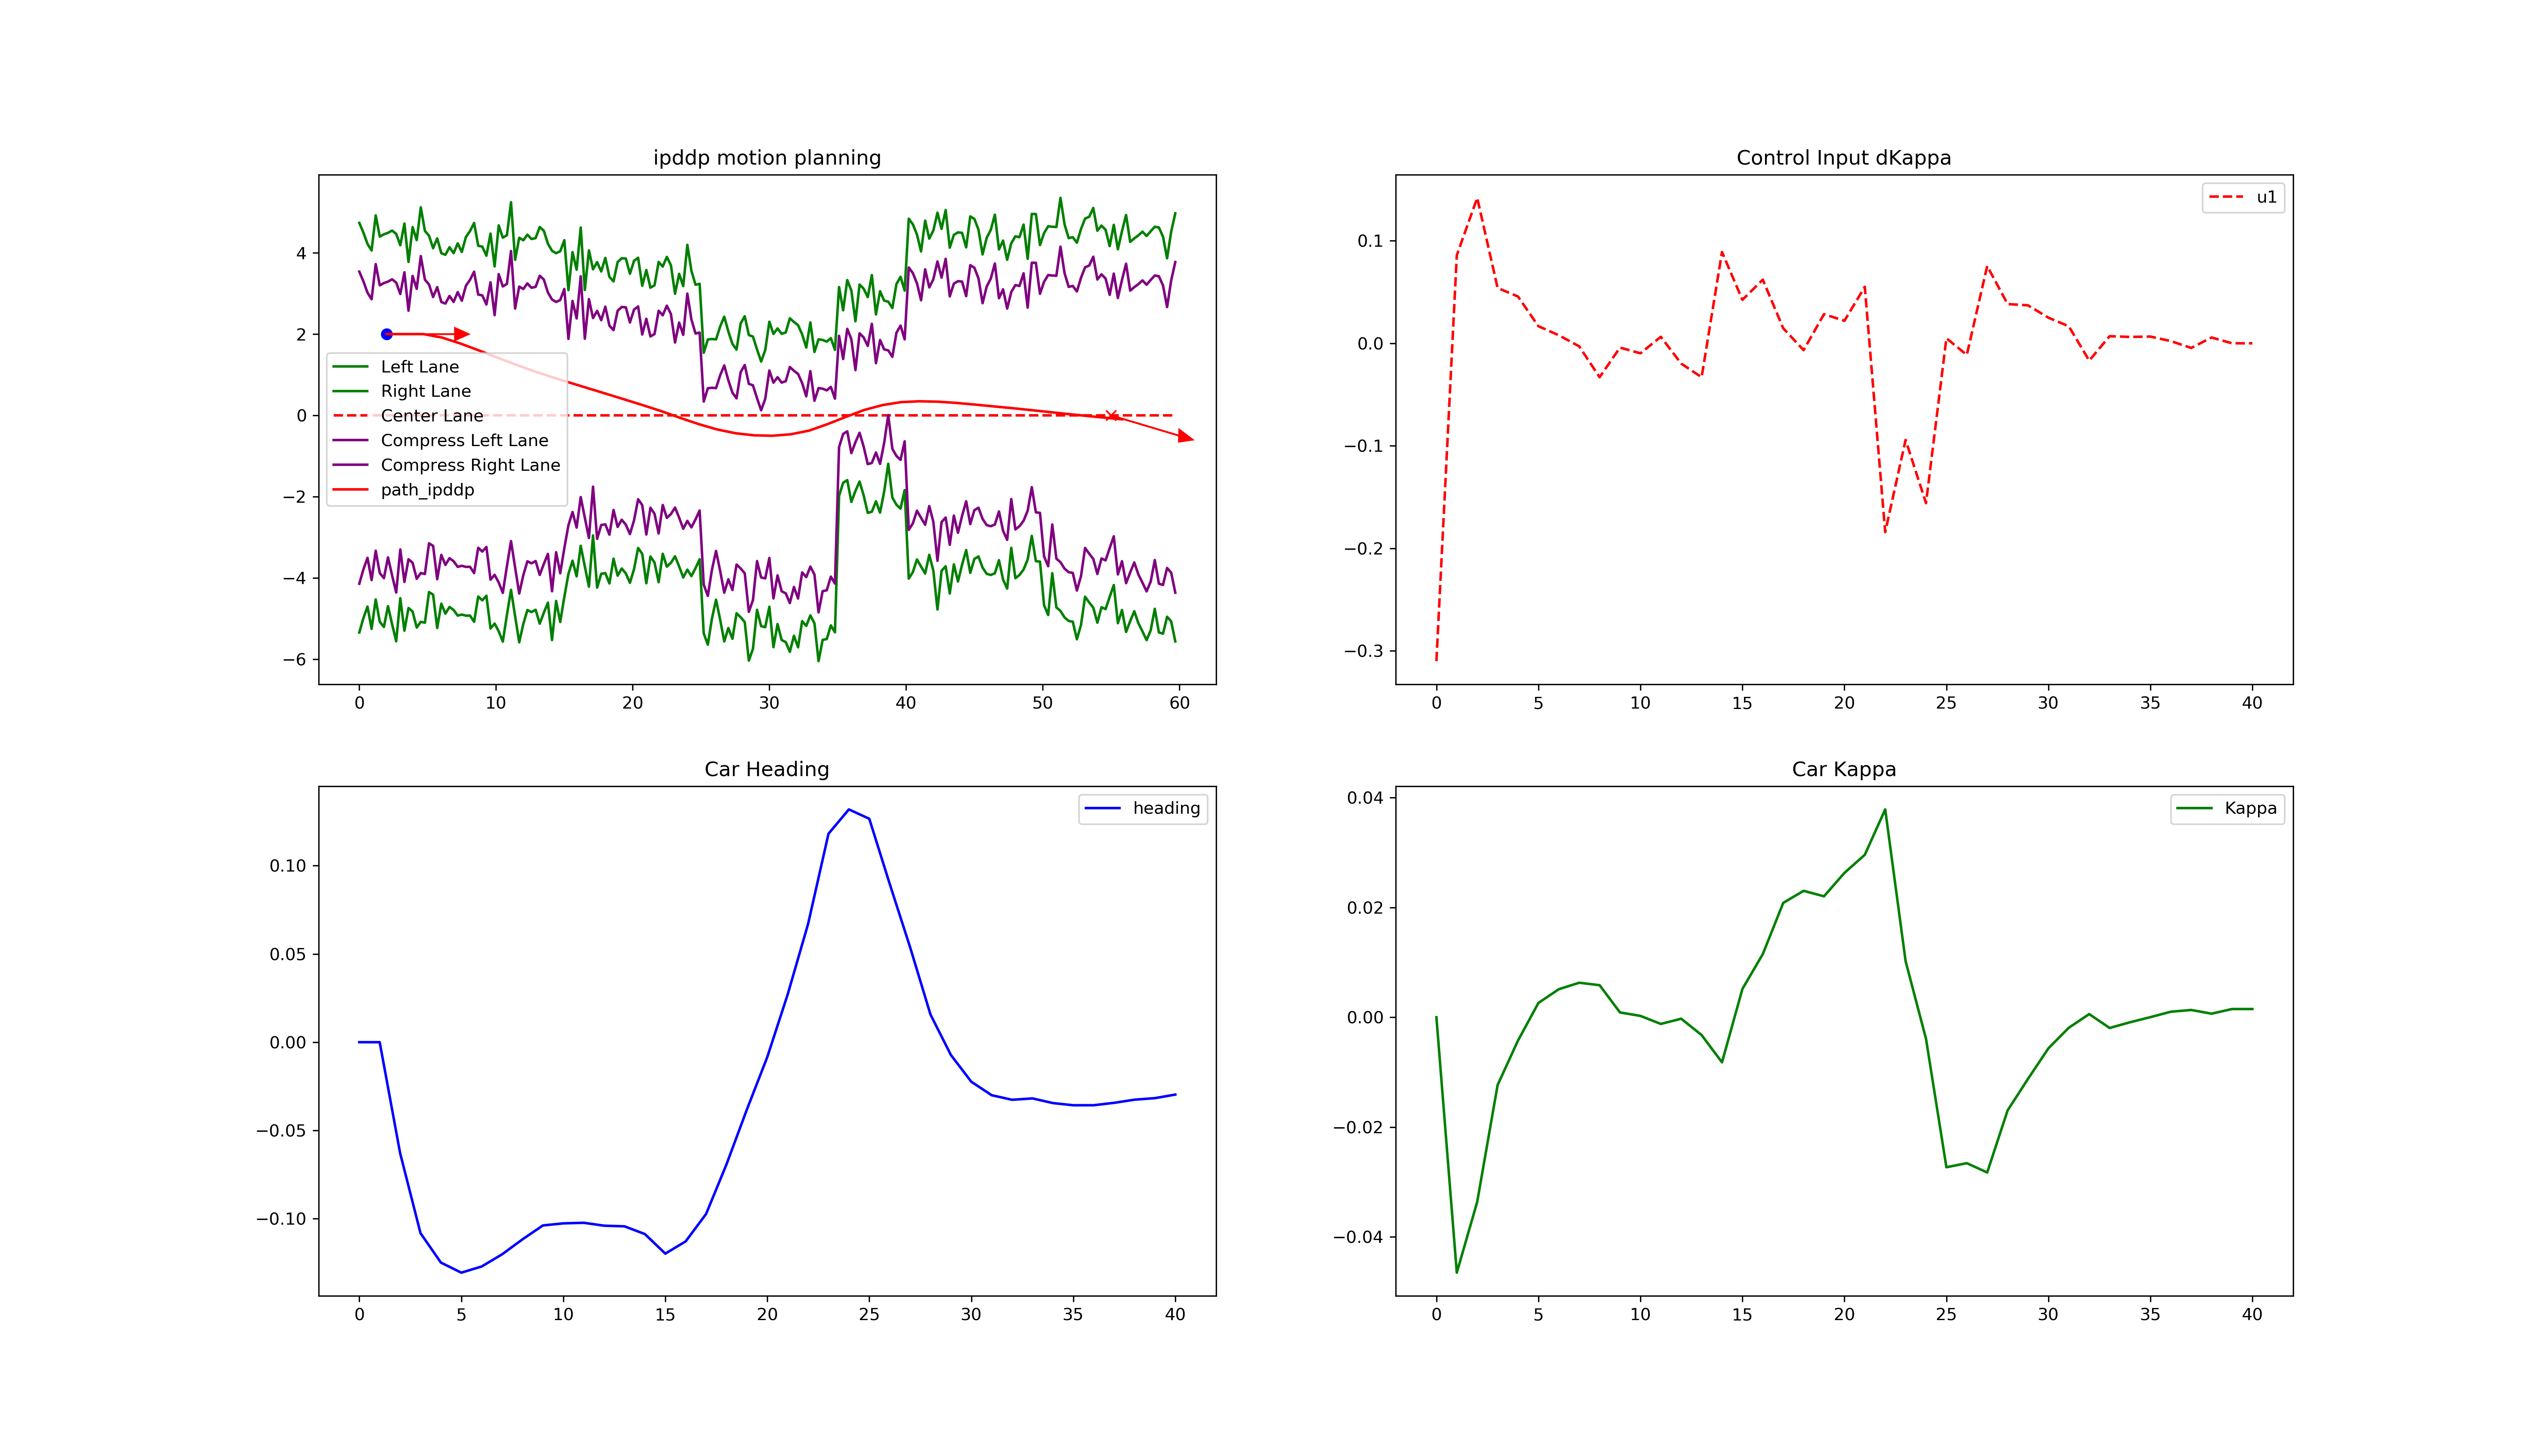 ipddp motion planning
4
2
0
−2
−4
−6
0 10 20 30 40 50 60
Left Lane
Right Lane
Center Lane
Compress Left Lane
Compress Right Lane
path_ipddp
Control Input dKappa
u1
0.1
0.0
−0.1
−0.2
−0.3
0 5 10 15 20 25 30 35 40
Car Heading
heading
0.10
0.05
0.00
−0.05
−0.10
0 5 10 15 20 25 30 35 40
Car Kappa
Kappa
0.04
0.02
0.00
−0.02
−0.04
0 5 10 15 20 25 30 35 40